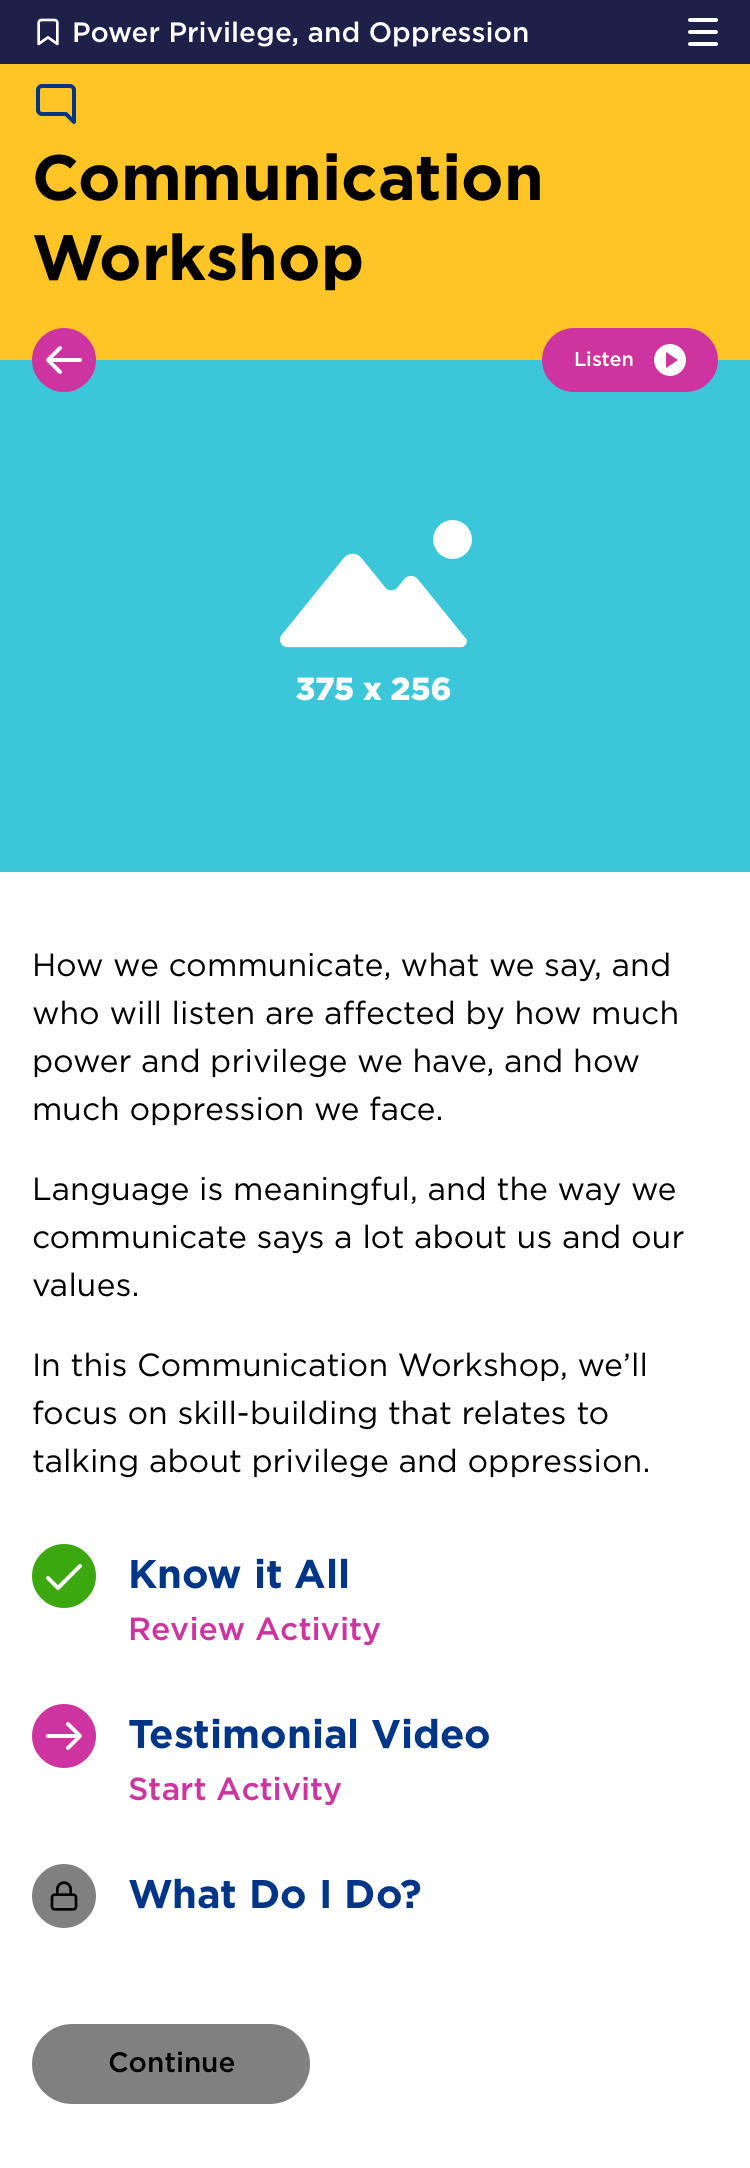 Power Privilege, and Oppression
Communication
Workshop
Listen
375 x 256
How we communicate, what we say, and
who will listen are affected by how much
power and privilege we have, and how
much oppression we face.
Language is meaningful, and the way we
communicate says a lot about us and our
values.
In this Communication Workshop, we’ll
focus on skill-building that relates to
talking about privilege and oppression.
Know it All
Review Activity
Testimonial Video
Start Activity
What Do I Do?
Continue